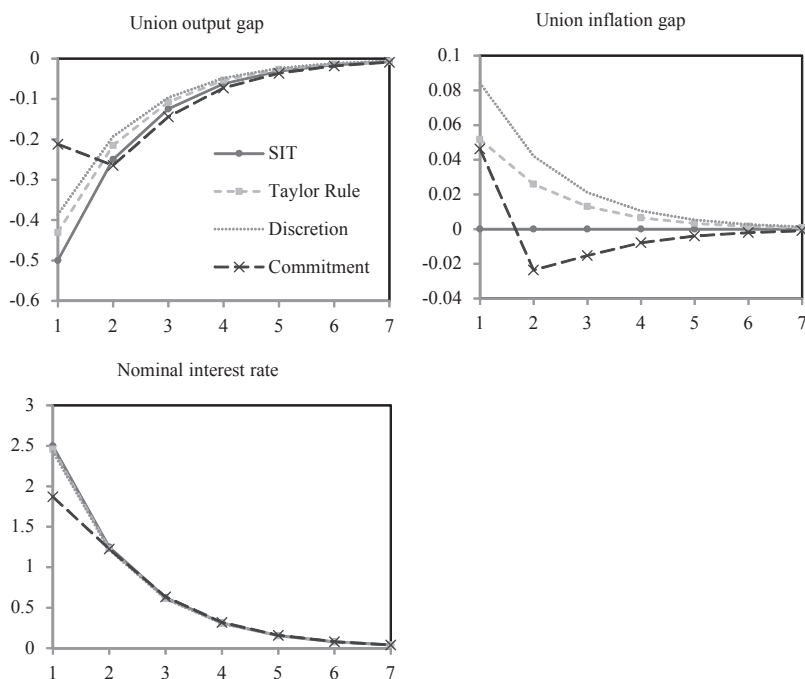 Union output gap
0
-0.1
-0.2
-0.3
-0.4
-0.5
-0.6
1 2 3 4 5 6 7
SIT
Taylor Rule
Discretion
Commitment
Union inflation gap
0.1
0.08
0.06
0.04
0.02
0
-0.02
-0.04
1 2 3 4 5 6 7
Nominal interest rate
3
2.5
2
1.5
1
0.5
0
1 2 3 4 5 6 7